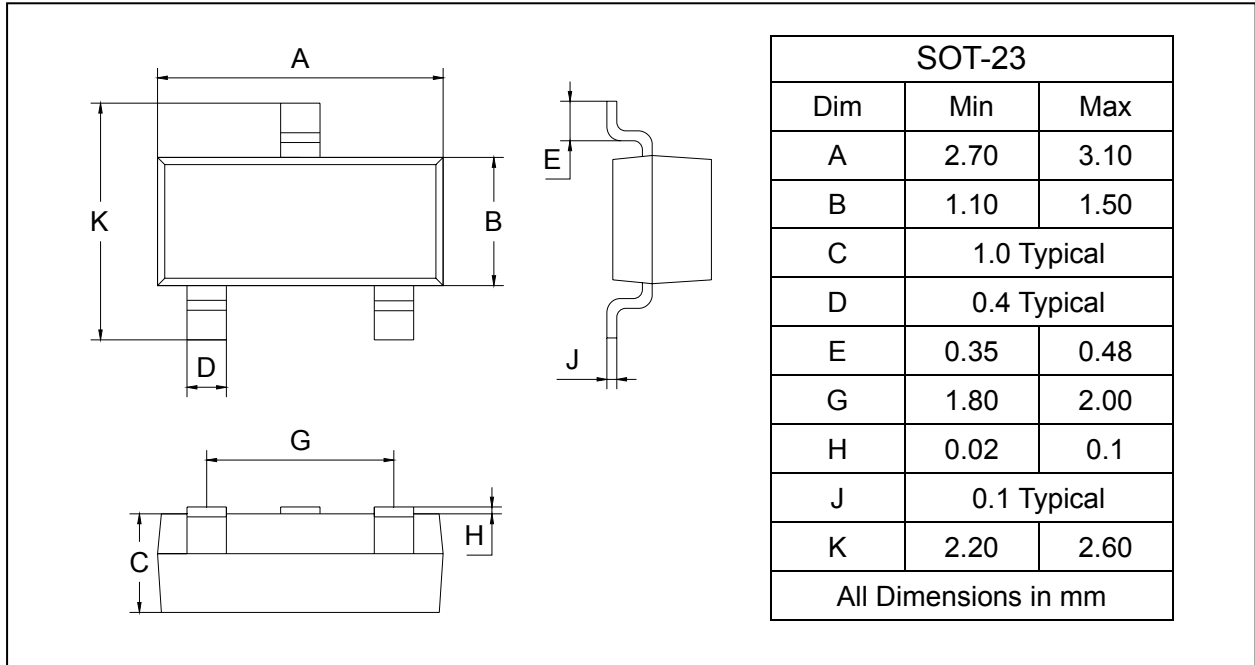 A
K
B
D
E
J
G
C
H
SOT-23
Dim Min Max
A 2.70 3.10
B 1.10 1.50
C 1.0 Typical
D 0.4 Typical
E 0.35 0.48
G 1.80 2.00
H 0.02 0.1
J 0.1 Typical
K 2.20 2.60
All Dimensions in mm